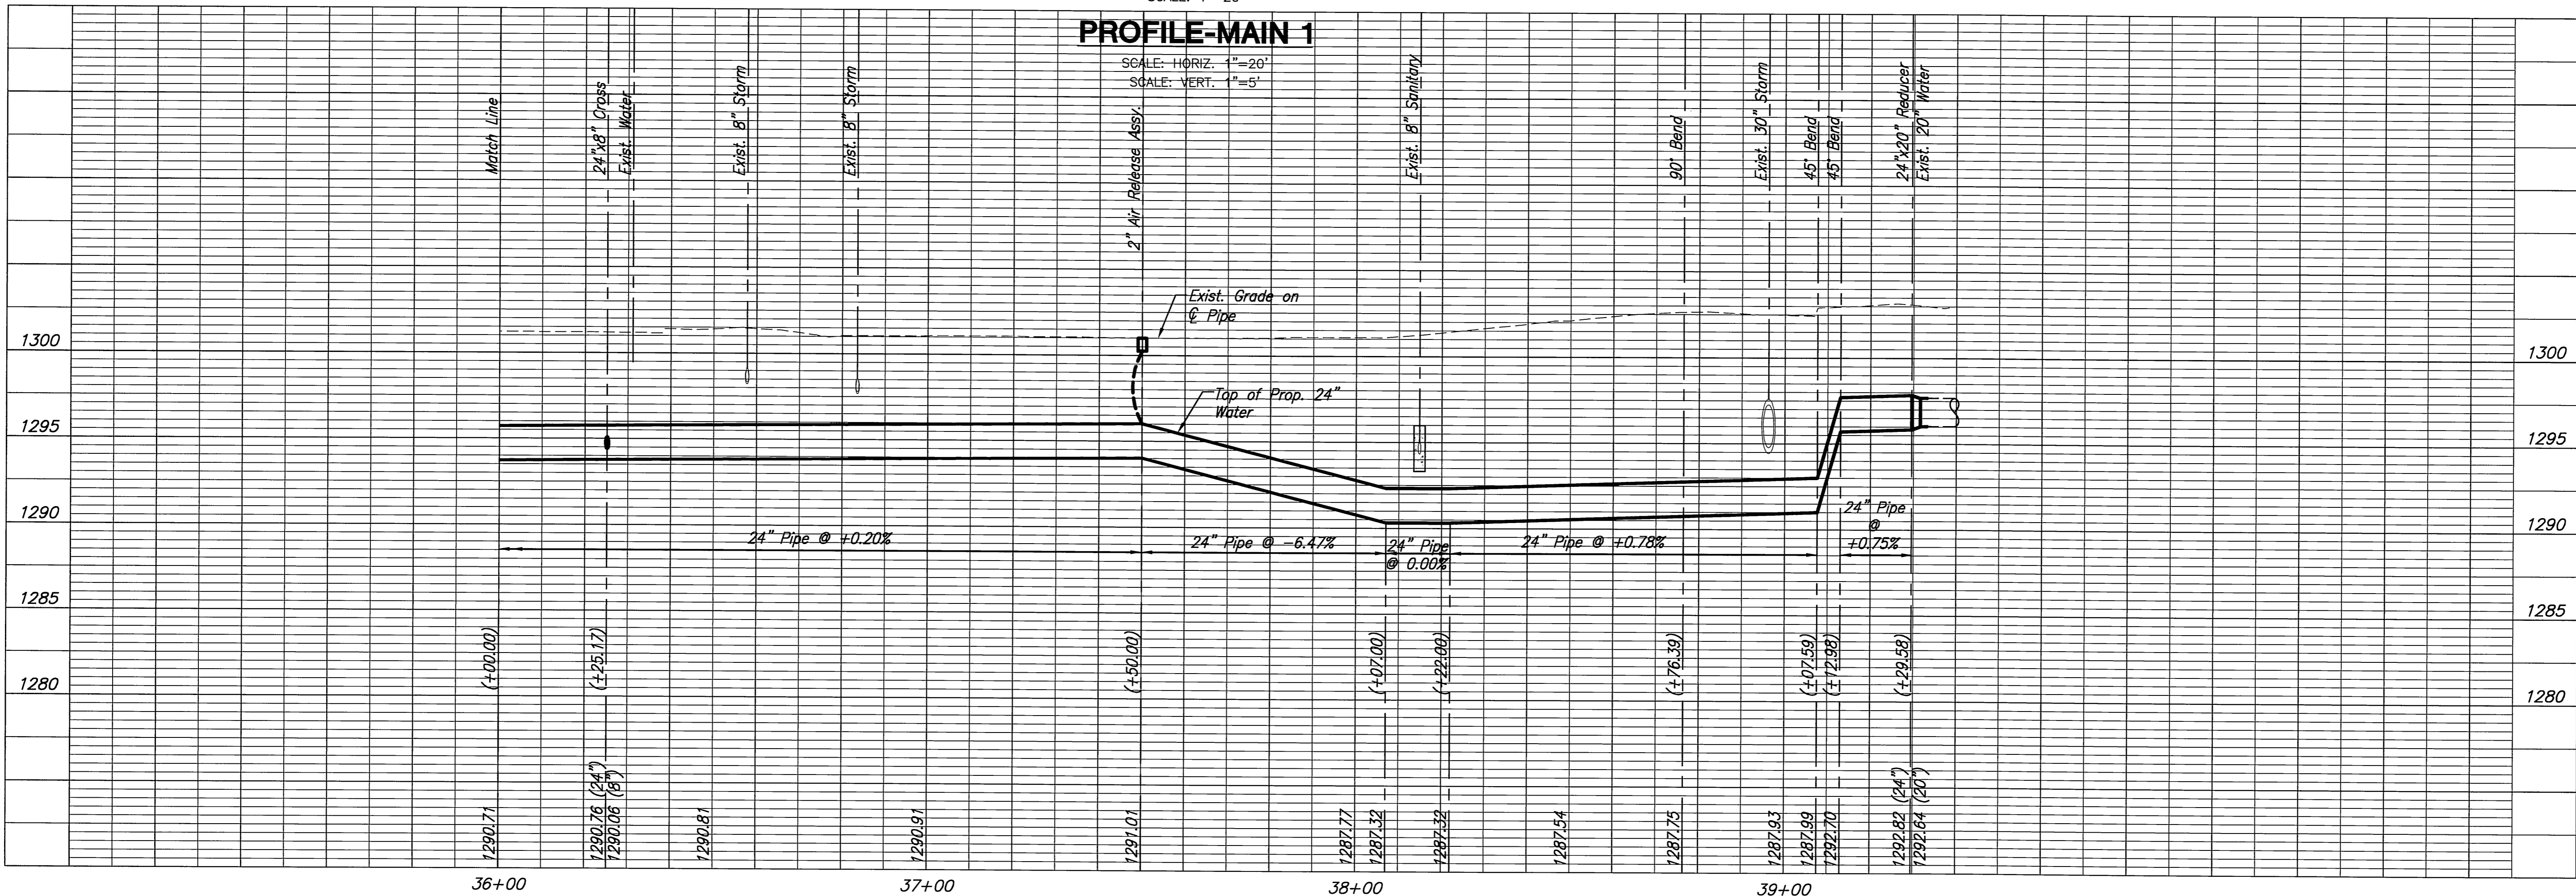 PROFILE-MAIN 1
SCALE: HORIZ. 1"=20'
SCALE: VERT. 1"=5'
Match Line
24"x8" Cross
Exist. Water
Exist. 8" Storm
Exist. 8" Storm
2" Air Release Assy.
Exist. 8" Sanitary
90° Bend
Exist. 30" Storm
45° Bend
45° Bend
24"x20" Reducer
Exist. 20" Water
Exist. Grade on
℄ Pipe
Top of Prop. 24"
Water
1300
1295
1290
1285
1280
1300
1295
1290
1285
1280
24" Pipe @ +0.20%
24" Pipe @ -6.47%
24" Pipe
@ 0.00%
24" Pipe @ +0.78%
24" Pipe
@
+0.75%
(+00.00)
(+25.17)
(+50.00)
(+07.00)
(+22.00)
(+76.39)
(+07.59)
(+12.98)
(+29.58)
1290.71
1290.76 (24")
1290.06 (8")
1290.81
1290.91
1291.01
1287.77
1287.32
1287.32
1287.54
1287.75
1287.93
1287.99
1292.70
1292.82 (24")
1292.64 (20")
36+00
37+00
38+00
39+00